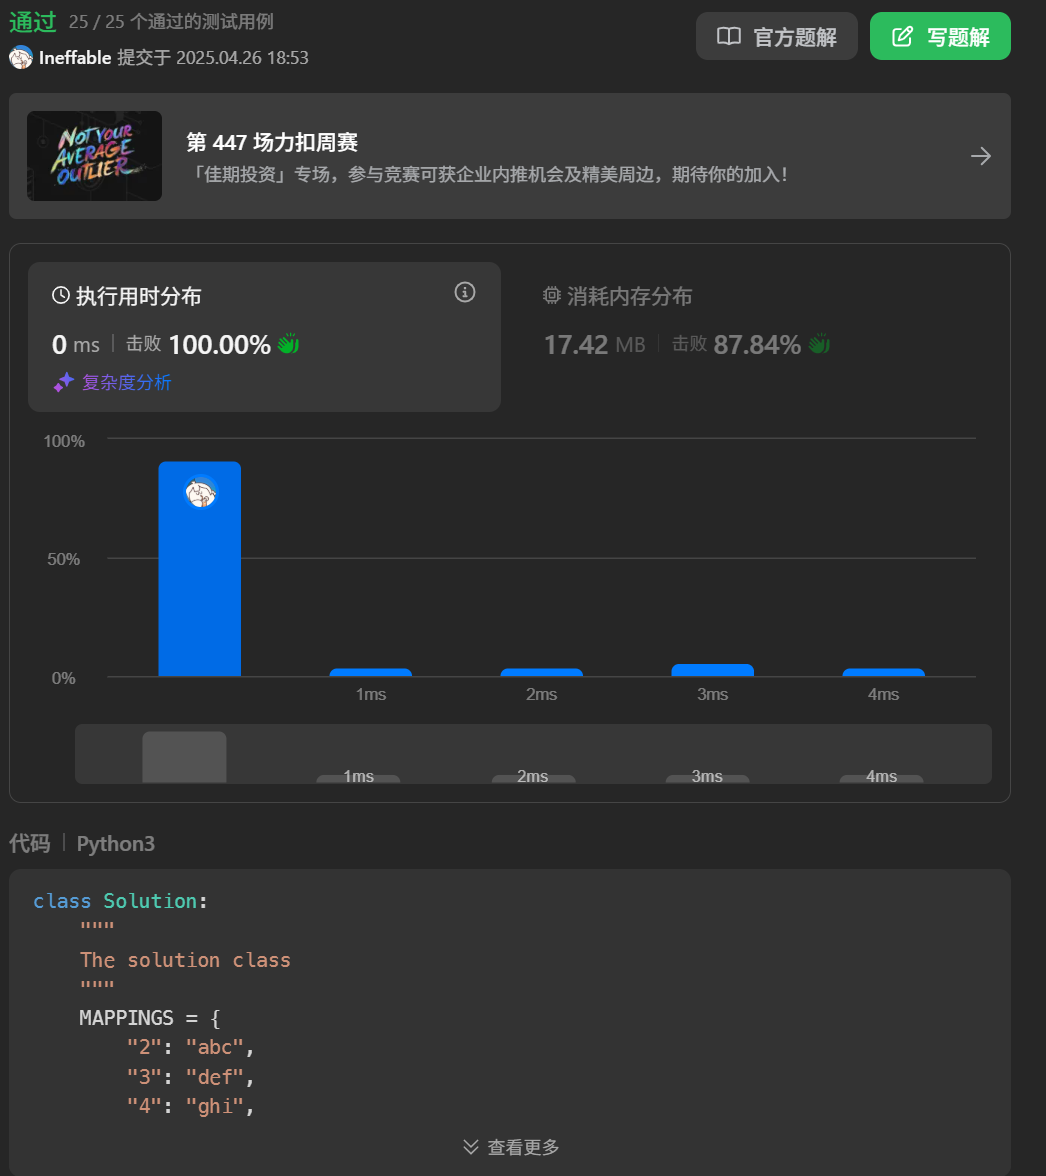 通过 25 / 25 个通过的测试用例
官方题解
写题解
Ineffable 提交于 2025.04.26 18:53
NOT YOUR
AVERAGE
OUTLIER
第 447 场力扣周赛
「佳期投资」专场，参与竞赛可获企业内推机会及精美周边，期待你的加入！
执行用时分布
0 ms 击败 100.00%
复杂度分析
消耗内存分布
17.42 MB 击败 87.84%
100%
50%
0%
1ms 2ms 3ms 4ms
1ms 2ms 3ms 4ms
代码 Python3
class Solution:
    """
    The solution class
    """
    MAPPINGS = {
        "2": "abc",
        "3": "def",
        "4": "ghi",
查看更多